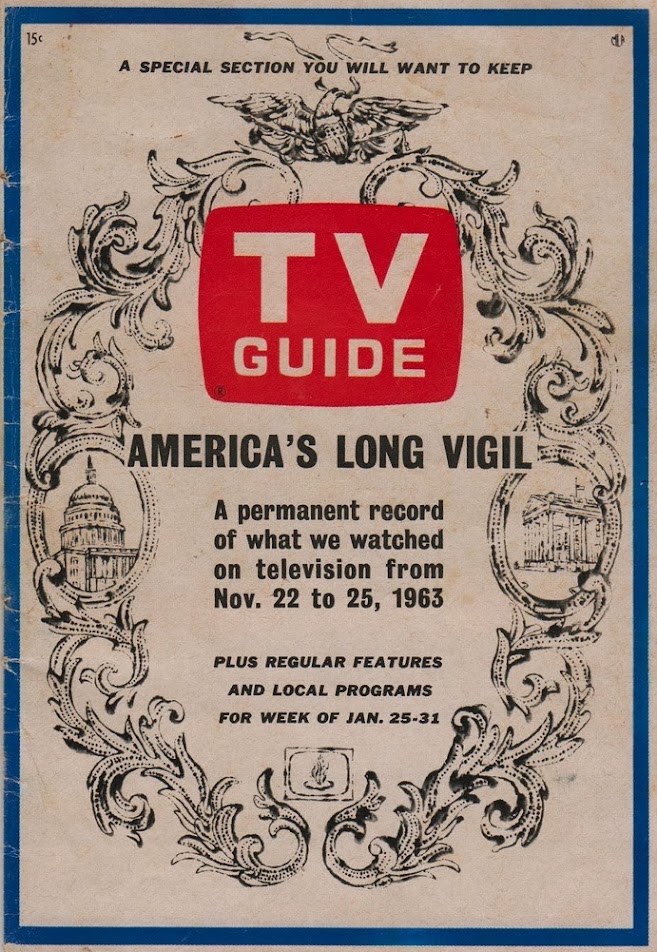 15¢
A SPECIAL SECTION YOU WILL WANT TO KEEP
TV
GUIDE
®
AMERICA'S LONG VIGIL
A permanent record
of what we watched
on television from
Nov. 22 to 25, 1963
PLUS REGULAR FEATURES
AND LOCAL PROGRAMS
FOR WEEK OF JAN. 25-31